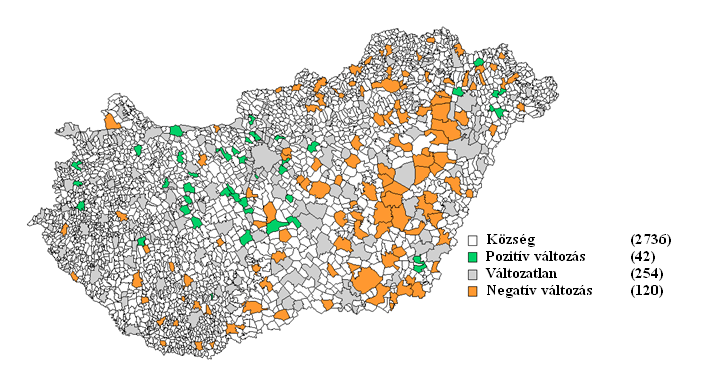 Község (2736)
Pozitív változás (42)
Változatlan (254)
Negatív változás (120)